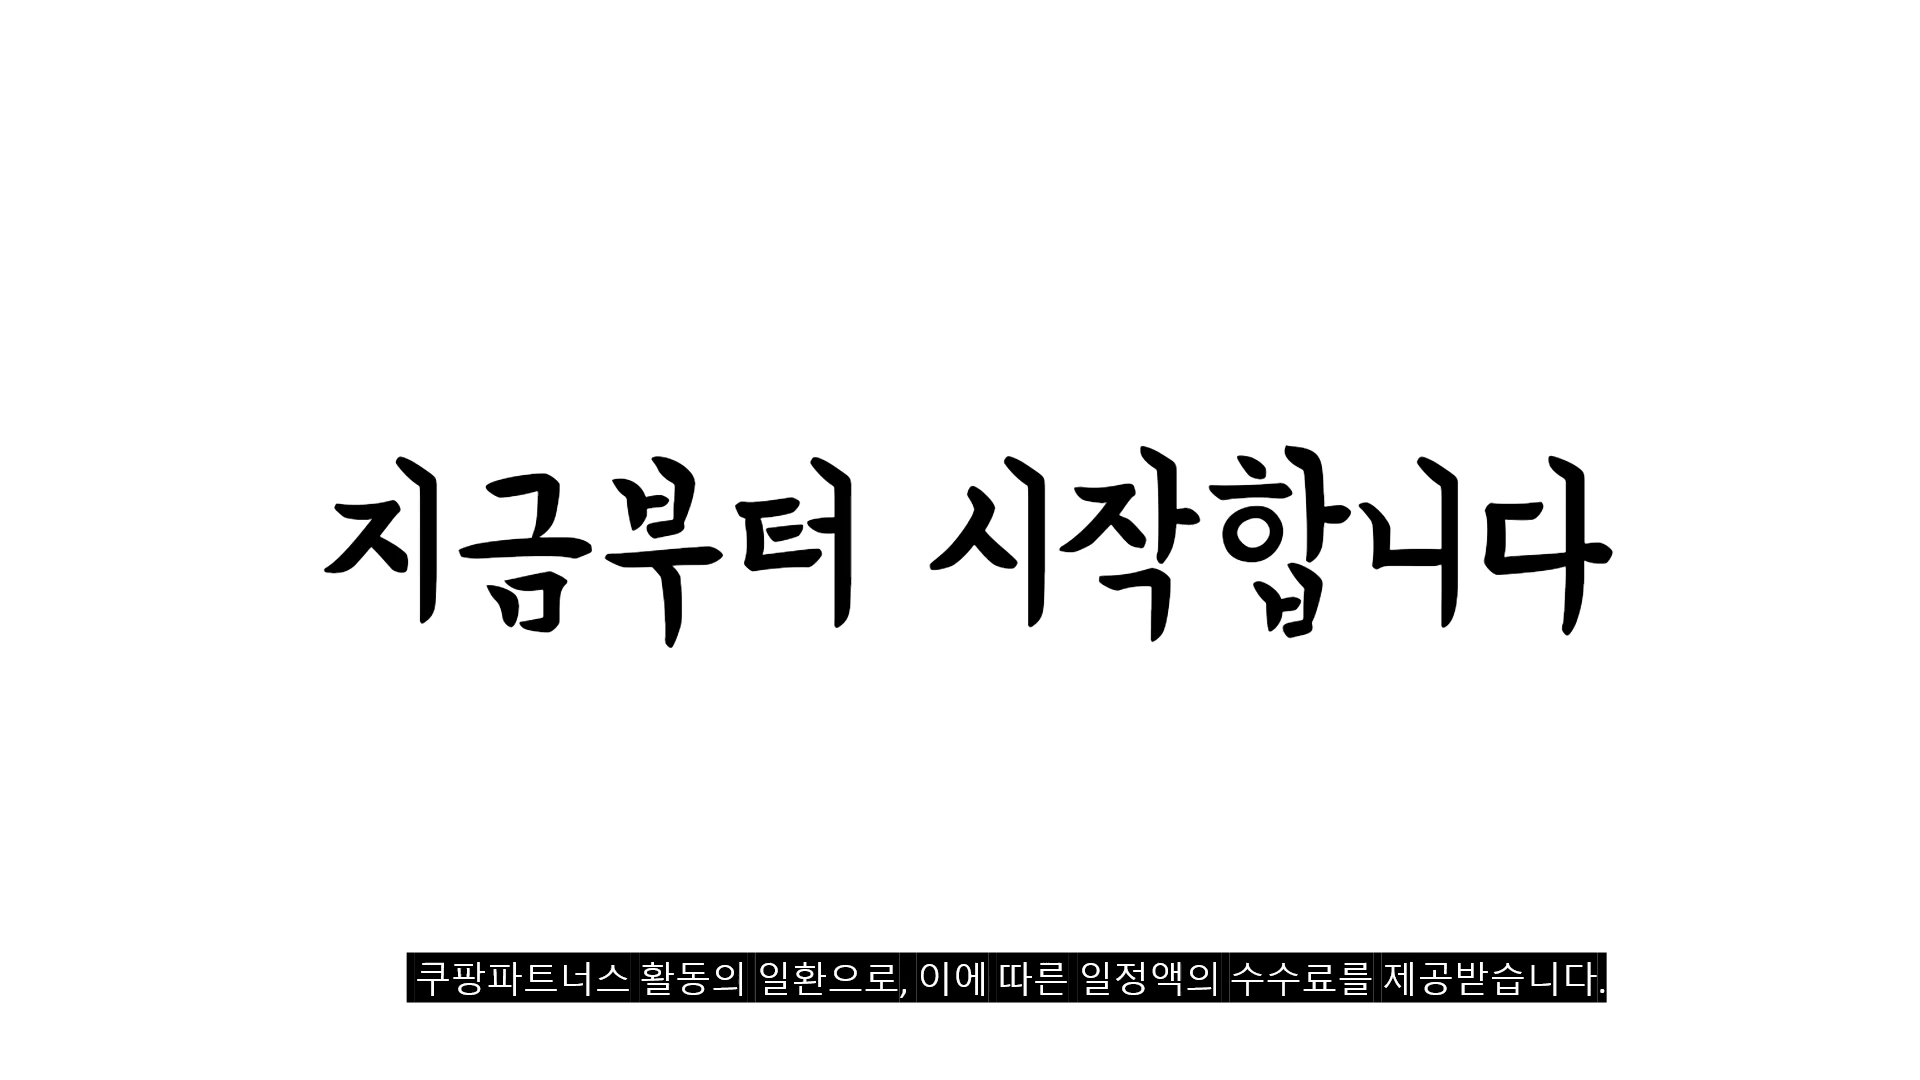 지금부터 시작합니다
쿠팡파트너스 활동의 일환으로, 이에 따른 일정액의 수수료를 제공받습니다.